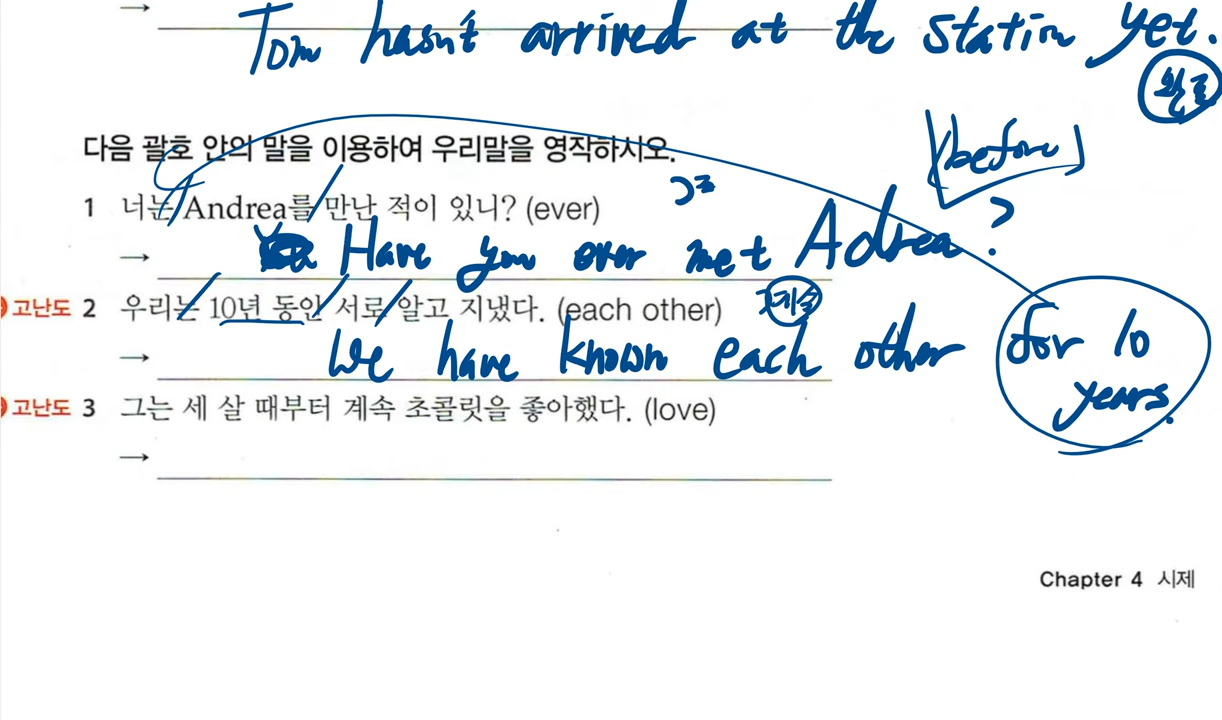 Tom hasn't arrived at the station yet.
완료
다음 괄호 안의 말을 이용하여 우리말을 영작하시오.
(before)
1 너는 Andrea를 만난 적이 있니? (ever)
→ Have you ever met Adrea?
고난도 2 우리는 10년 동안 서로 알고 지냈다. (each other)
→ We have known each other for 10
years.
고난도 3 그는 세 살 때부터 계속 초콜릿을 좋아했다. (love)
→
Chapter 4 시제